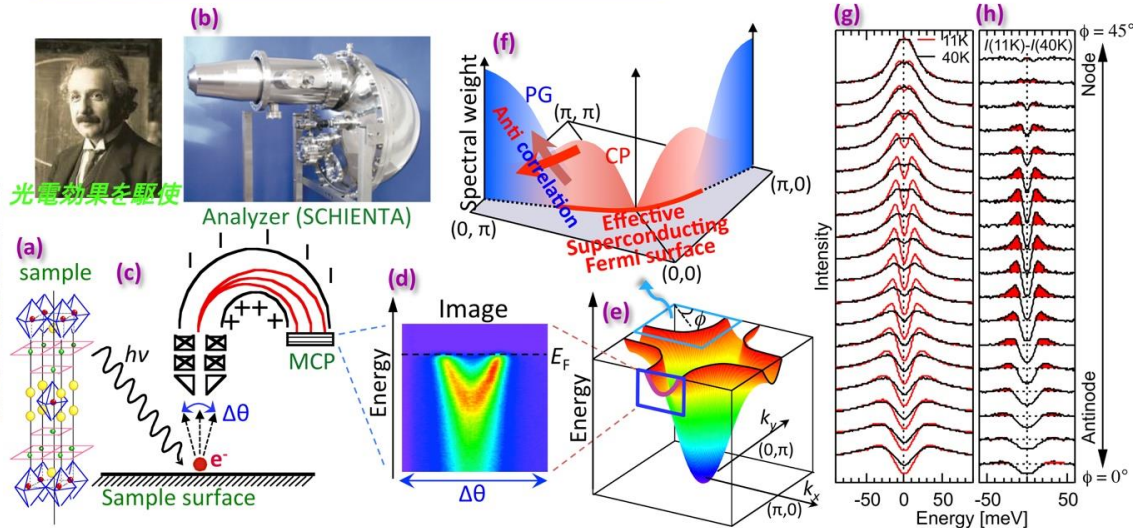 光電効果を駆使
(b)
Analyzer (SCHIENTA)
(a)
sample
(c)
hν
MCP
Δθ
e-
Sample surface
(d)
Image
Energy
E_F
Δθ
(f)
Spectral weight
PG
(π, π)
CP
Anti correlation
(π,0)
(0, π)
Effective
Superconducting
Fermi surface
(0,0)
(e)
ϕ
Energy
k_y
(0,π)
k_x
(π,0)
(g)
11K
40K
Intensity
-50 0 50
(h)
I(11K)-I(40K)
-50 0 50
Energy [meV]
ϕ = 45°
Node
Antinode
ϕ = 0°